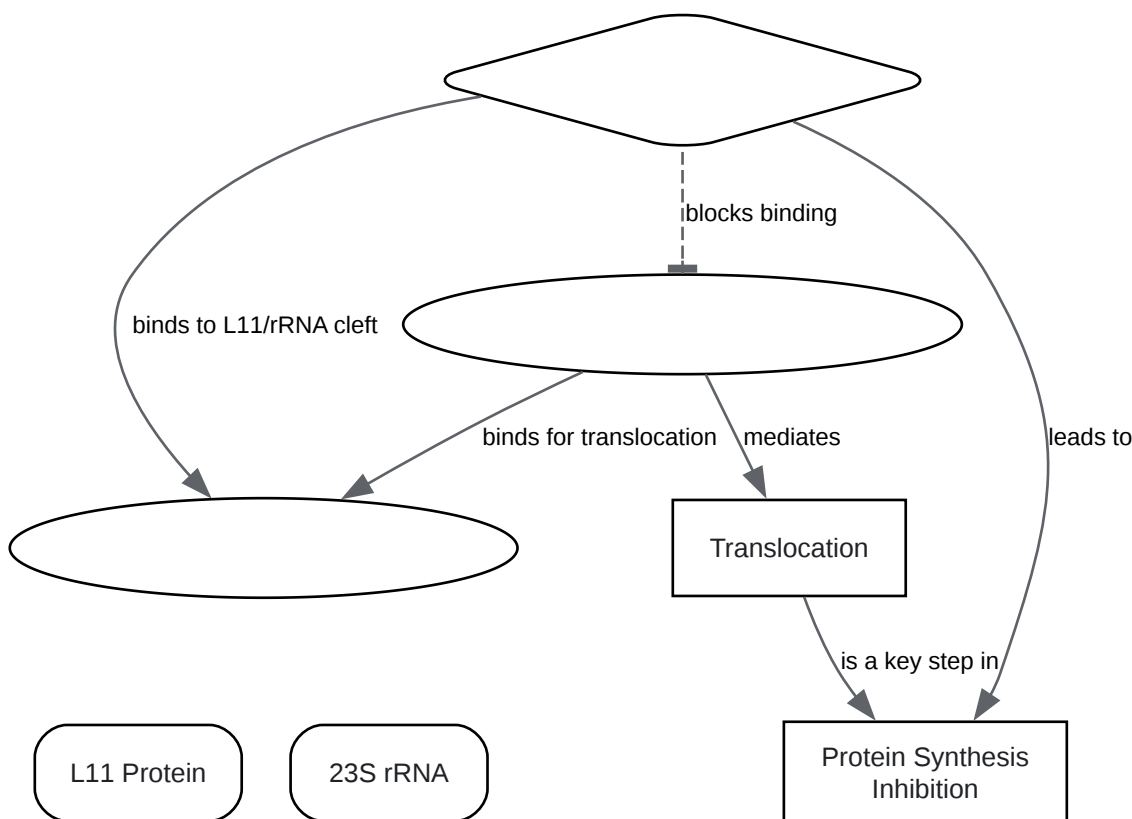 blocks binding
binds to L11/rRNA cleft
binds for translocation
mediates
leads to
Translocation
is a key step in
L11 Protein
23S rRNA
Protein Synthesis
Inhibition